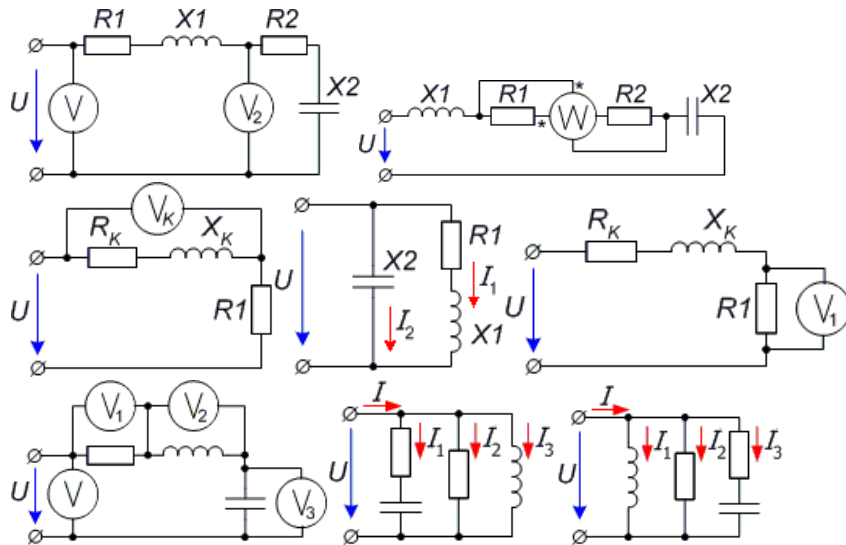 R1 X1 R2
U V V2 X2
X1 R1 * W * R2 X2
U
VK
RK XK
U R1
U X2 R1
I1
I2 X1
RK XK
U R1 V1
V1 V2
U V V3
I
U I1 I2 I3
I
U I1 I2 I3